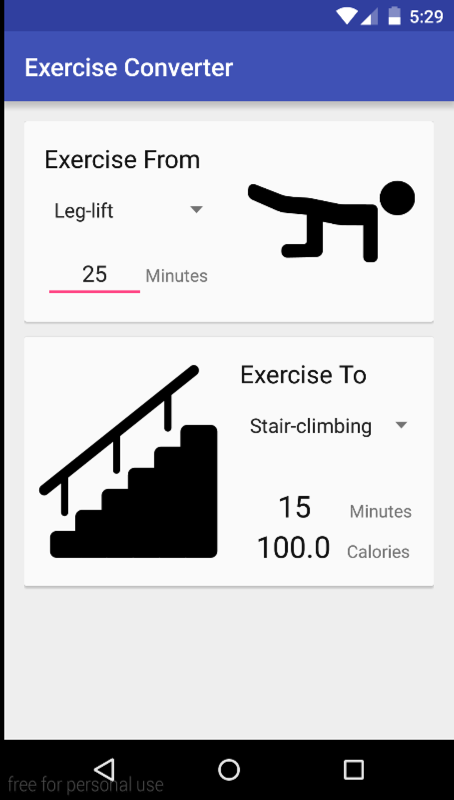 5:29
Exercise Converter
Exercise From
Leg-lift
25 Minutes
Exercise To
Stair-climbing
15 Minutes
100.0 Calories
free for personal use